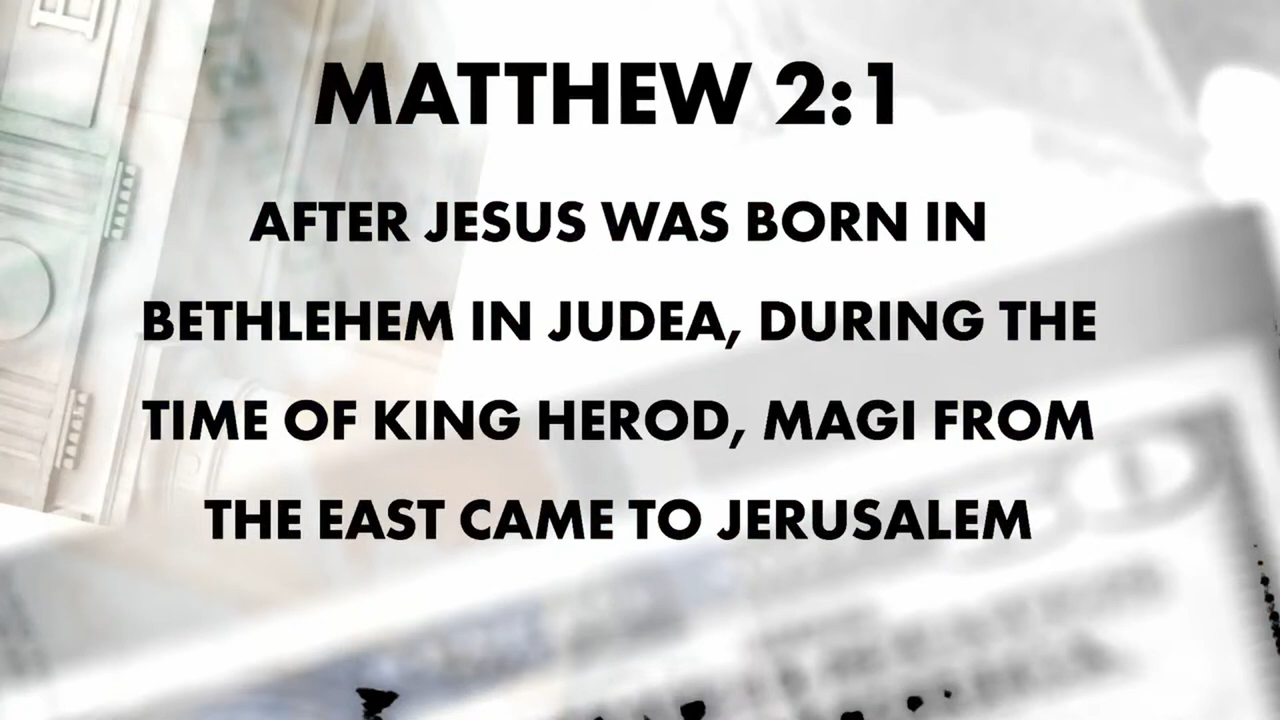 MATTHEW 2:1
AFTER JESUS WAS BORN IN
BETHLEHEM IN JUDEA, DURING THE
TIME OF KING HEROD, MAGI FROM
THE EAST CAME TO JERUSALEM